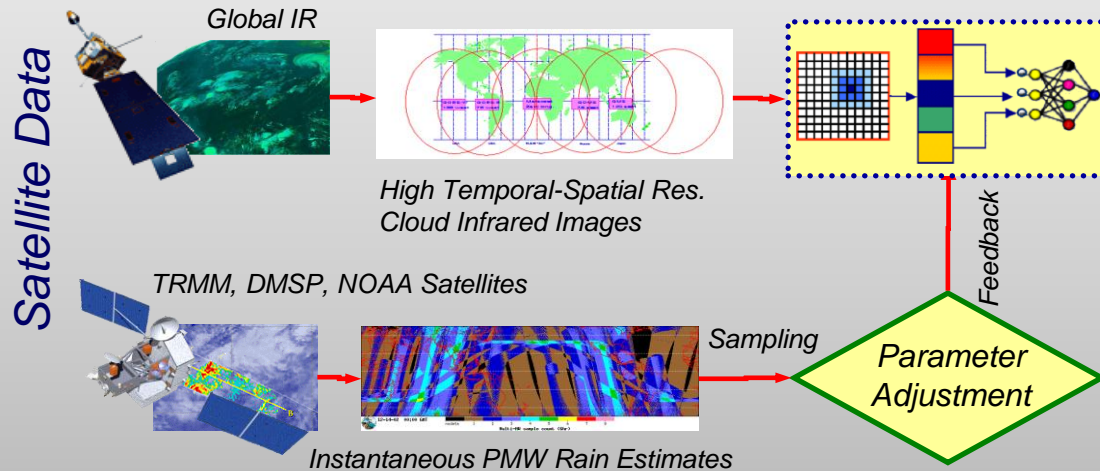 Satellite Data
Global IR
High Temporal-Spatial Res.
Cloud Infrared Images
TRMM, DMSP, NOAA Satellites
Instantaneous PMW Rain Estimates
Sampling
Parameter
Adjustment
Feedback